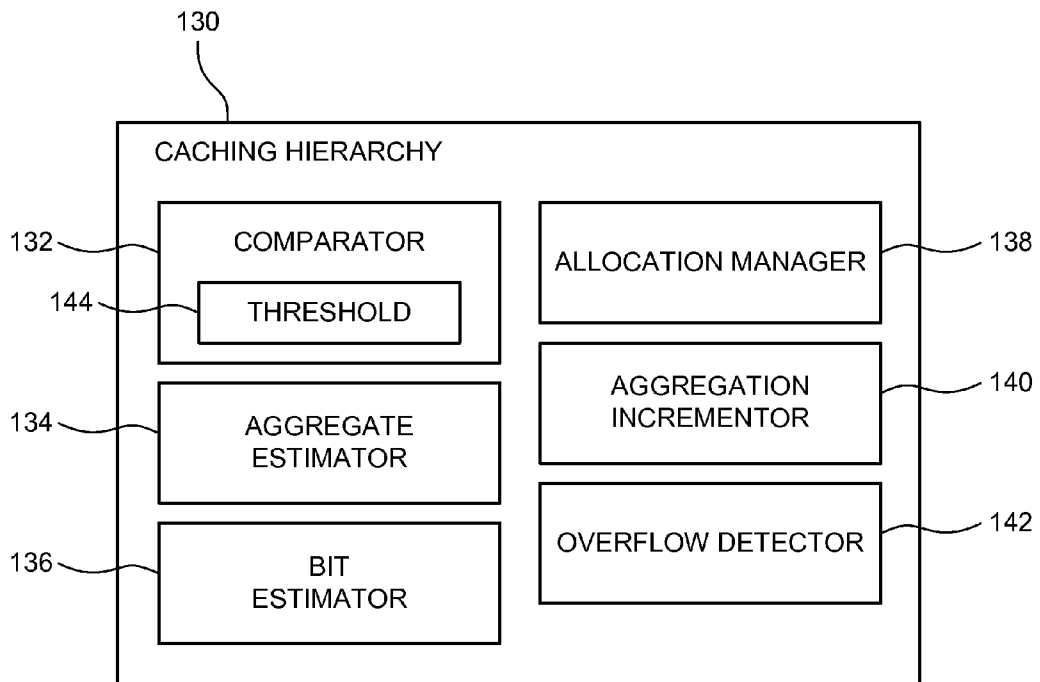 130
CACHING HIERARCHY
132
COMPARATOR
144
THRESHOLD
134
AGGREGATE
ESTIMATOR
136
BIT
ESTIMATOR
ALLOCATION MANAGER
138
AGGREGATION
INCREMENTOR
140
OVERFLOW DETECTOR
142